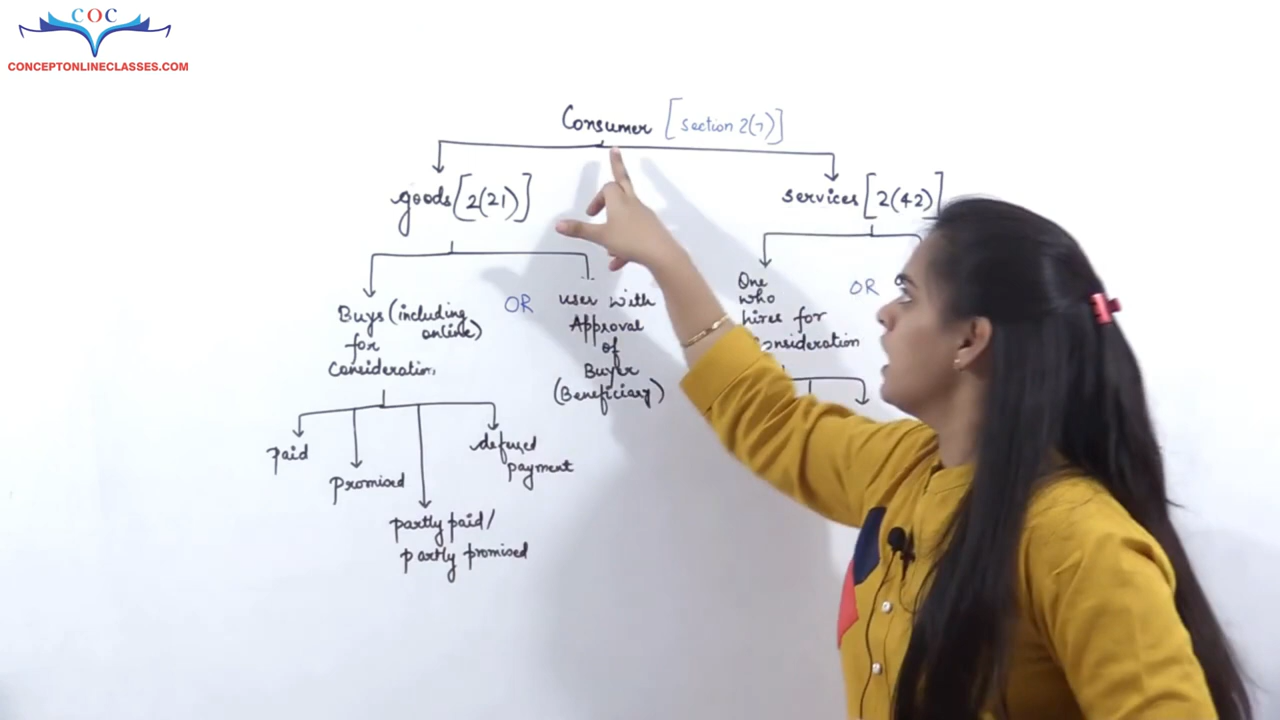 COC
CONCEPTONLINECLASSES.COM
Consumer [Section 2(7)]
goods [2(21)]
services [2(42)]
Buys (including
online)
for
Consideration,
OR
user with
Approval
of
Buyer
(Beneficiary)
One
who
hires for
consideration
OR
paid
Promised
partly paid/
partly promised
deffused
payment